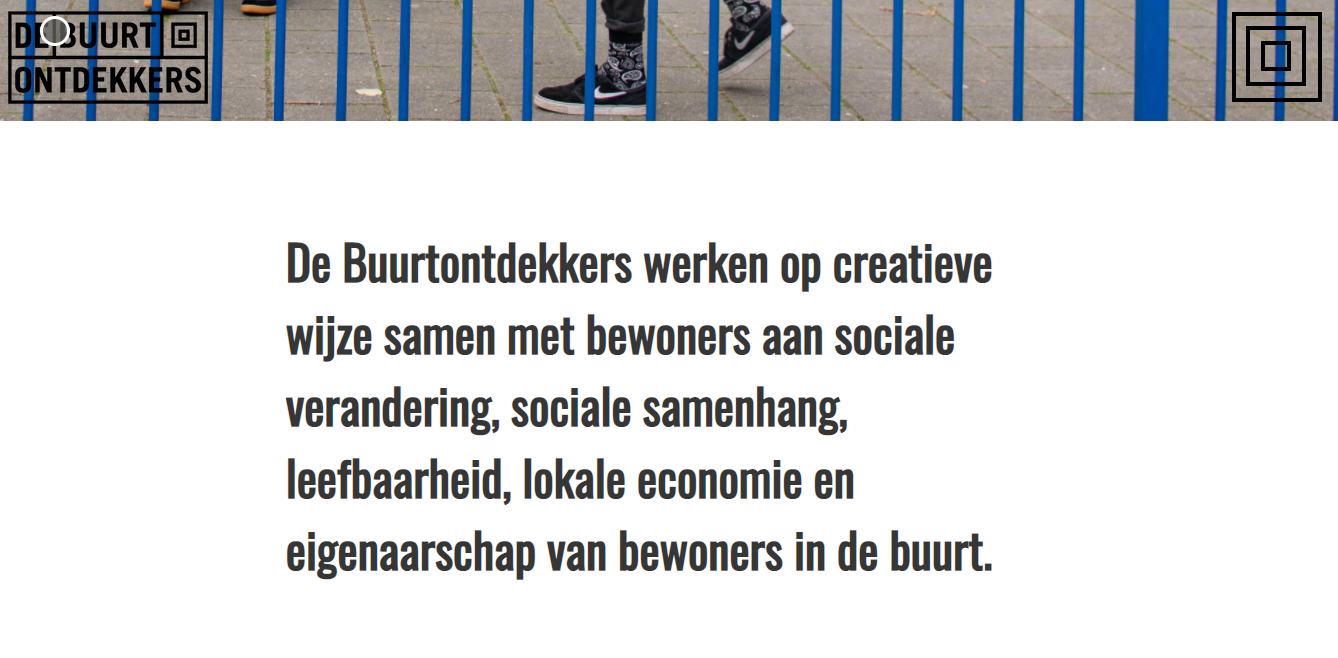 DE BUURT
ONTDEKKERS
De Buurtontdekkers werken op creatieve
wijze samen met bewoners aan sociale
verandering, sociale samenhang,
leefbaarheid, lokale economie en
eigenaarschap van bewoners in de buurt.